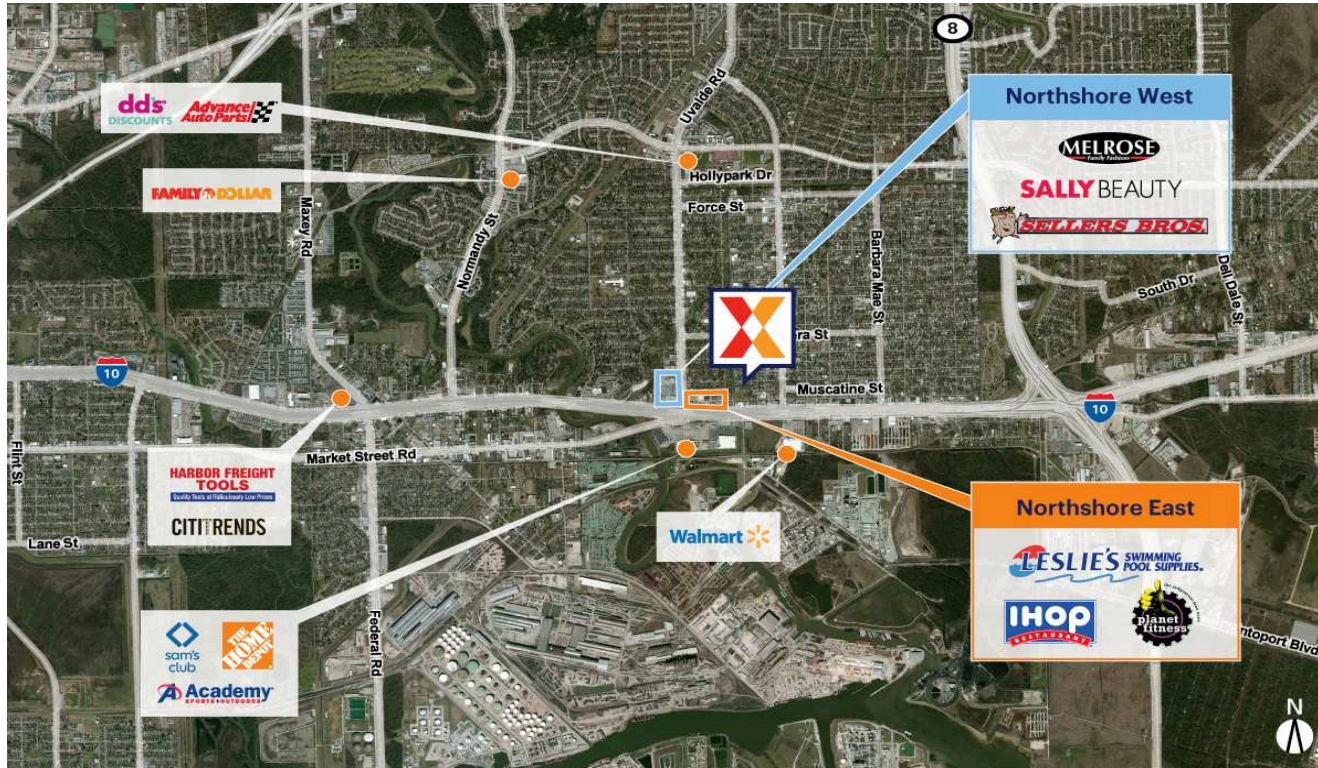 8
Uvalde Rd
Northshore West
dd's
DISCOUNTS
Advance
Auto Parts
MELROSE
Family Fashions
Hollypark Dr
FAMILY DOLLAR
SALLY BEAUTY
Force St
Maxey Rd
Normandy St
Barbara Mae St
SELLERS BROS.
Dell Dale St
South Dr
ra St
10
Muscatine St
10
Flint St
Market Street Rd
HARBOR FREIGHT
TOOLS
Quality Tools at Ridiculously Low Prices
CITITRENDS
Lane St
Walmart
Northshore East
LESLIE'S SWIMMING
POOL SUPPLIES
IHOP
RESTAURANT
planet
fitness
ntoport Blvd
Federal Rd
sam's
club
THE
HOME
DEPOT
Academy
SPORTS+OUTDOORS
N